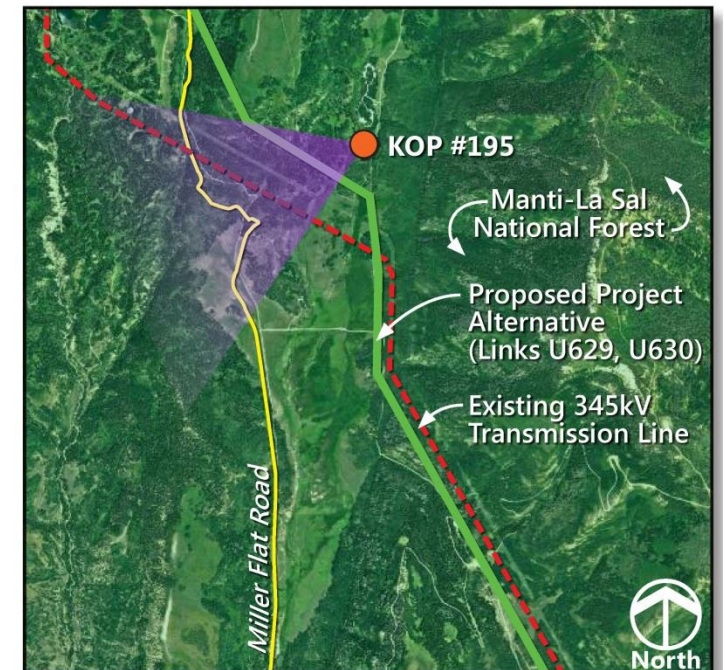 KOP #195
Manti-La Sal
National Forest
Proposed Project
Alternative
(Links U629, U630)
Existing 345kV
Transmission Line
Miller Flat Road
North